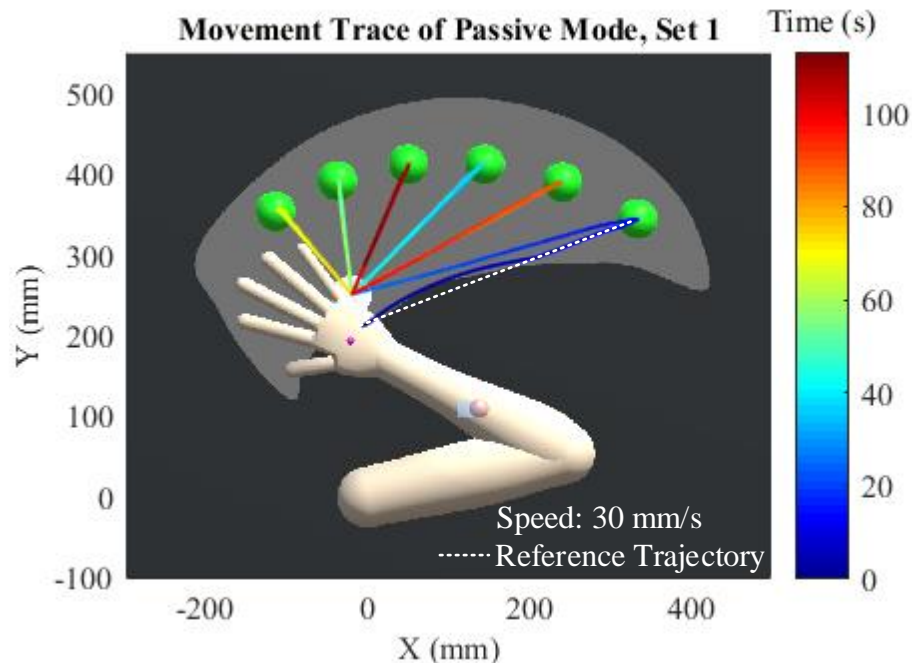 Movement Trace of Passive Mode, Set 1
Time (s)
500
400
300
200
100
0
-100
Y (mm)
-200
0
200
400
X (mm)
Speed: 30 mm/s
Reference Trajectory
100
80
60
40
20
0